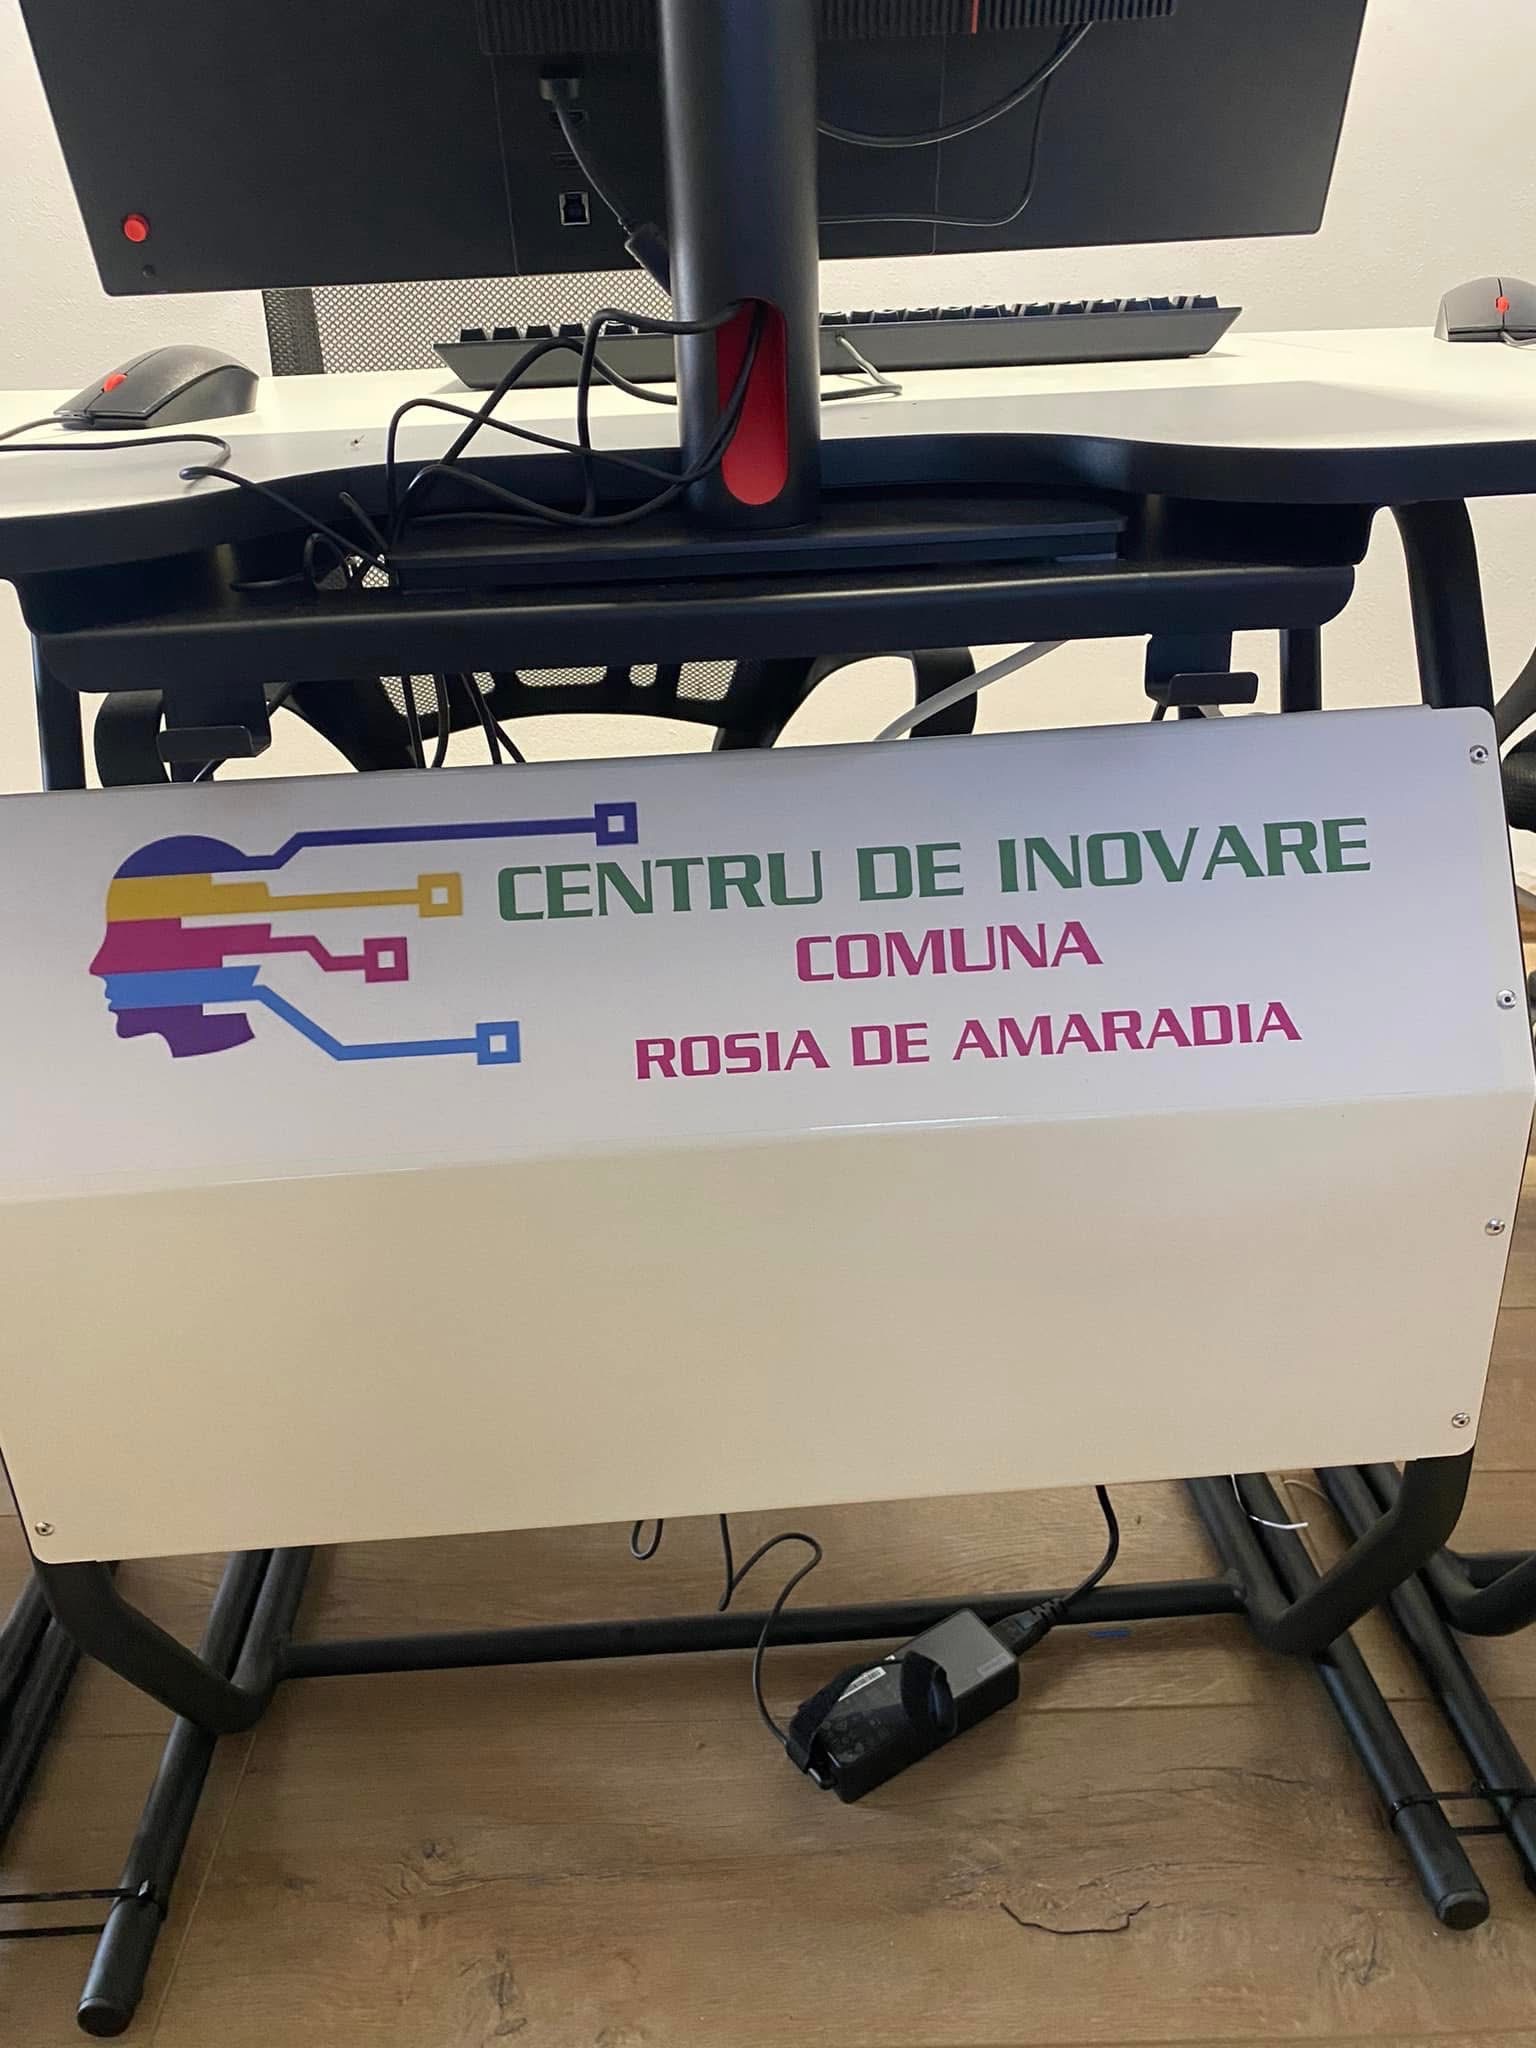 CENTRU DE INOVARE
COMUNA
ROSIA DE AMARADIA